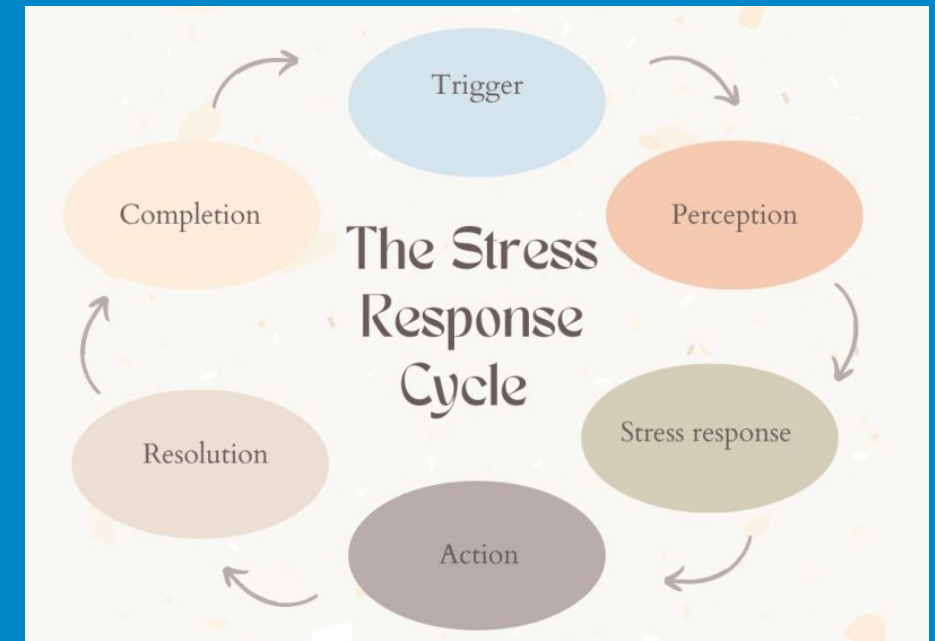 Trigger
Completion
Perception
The Stress
Response
Cycle
Stress response
Resolution
Action